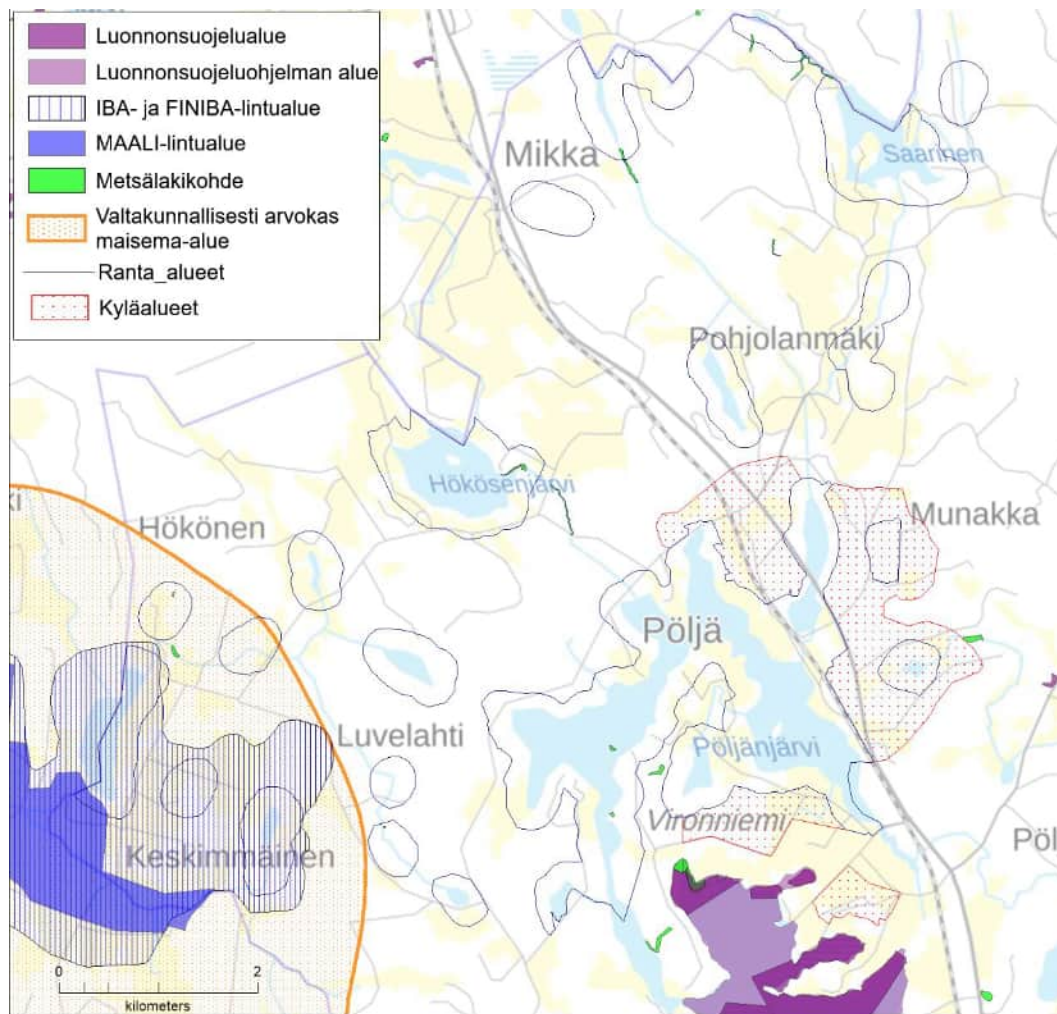 Luonnonsuojelualue
Luonnonsuojeluohjelman alue
IBA- ja FINIBA-lintualue
MAALI-lintualue
Metsälakikohde
Valtakunnallisesti arvokas
maisema-alue
Ranta_alueet
Kyläalueet
Mikka
Saarinen
Pohjolanmäki
Hökösenjärvi
ki
Hökönen
Munakka
Pöljä
Luvelahti
Pöljänjärvi
Vironniemi
Pöl
Keskimmäinen
0 2
kilometers